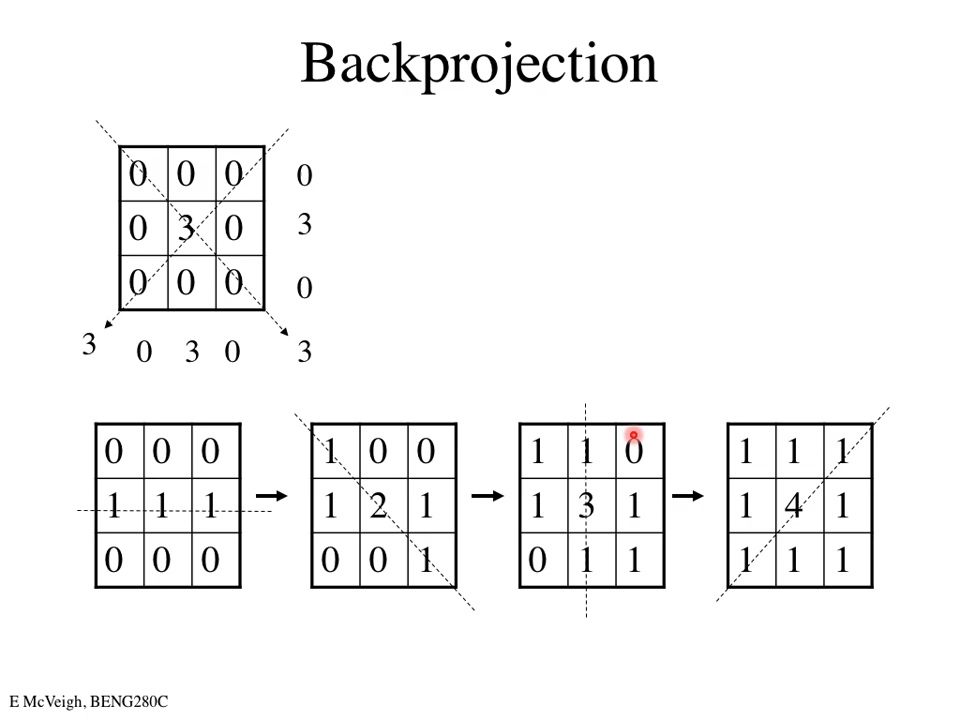 Backprojection
0 0 0 0
0 3 0 3
0 0 0 0
3 0 3 0 3
0 0 0 1 0 0 1 1 0 1 1 1
1 1 1 1 2 1 1 3 1 1 4 1
0 0 0 0 0 1 0 1 1 1 1 1
E McVeigh, BENG280C